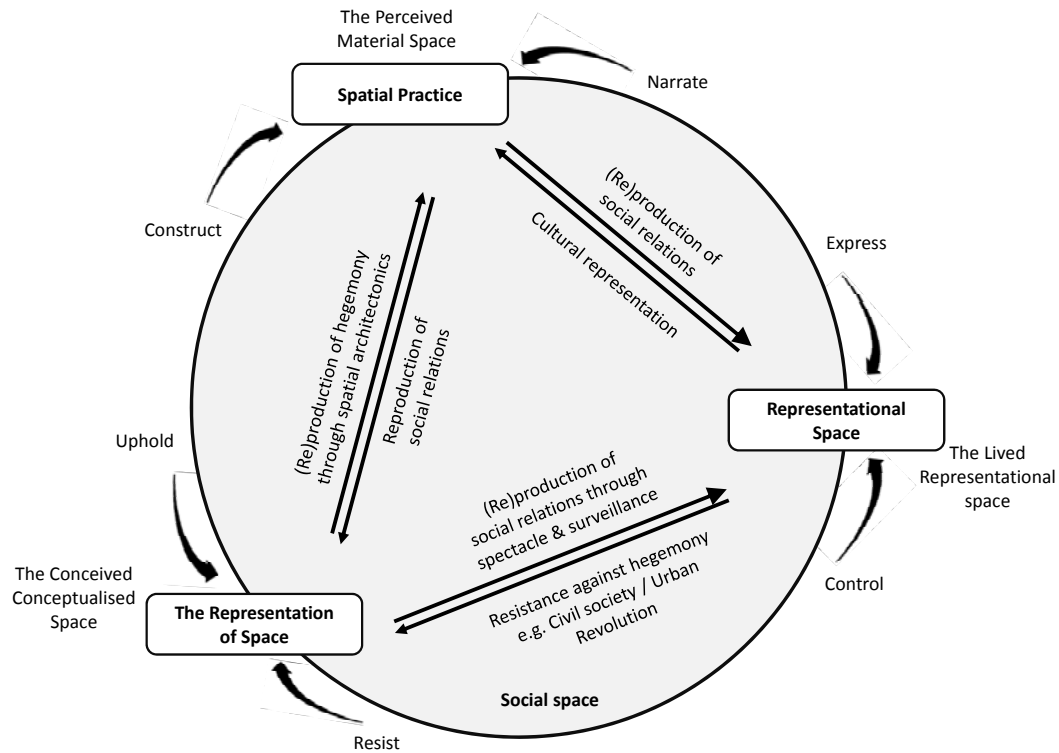 The Perceived
Material Space
Spatial Practice
Narrate
Construct
(Re)production of
social relations
Cultural representation
Express
(Re)production of hegemony
through spatial architectonics
Reproduction of
social relations
Representational
Space
The Lived
Representational
space
Uphold
(Re)production of
social relations through
spectacle & surveillance
Resistance against hegemony
e.g. Civil society / Urban
Revolution
Control
The Conceived
Conceptualised
Space
The Representation
of Space
Social space
Resist